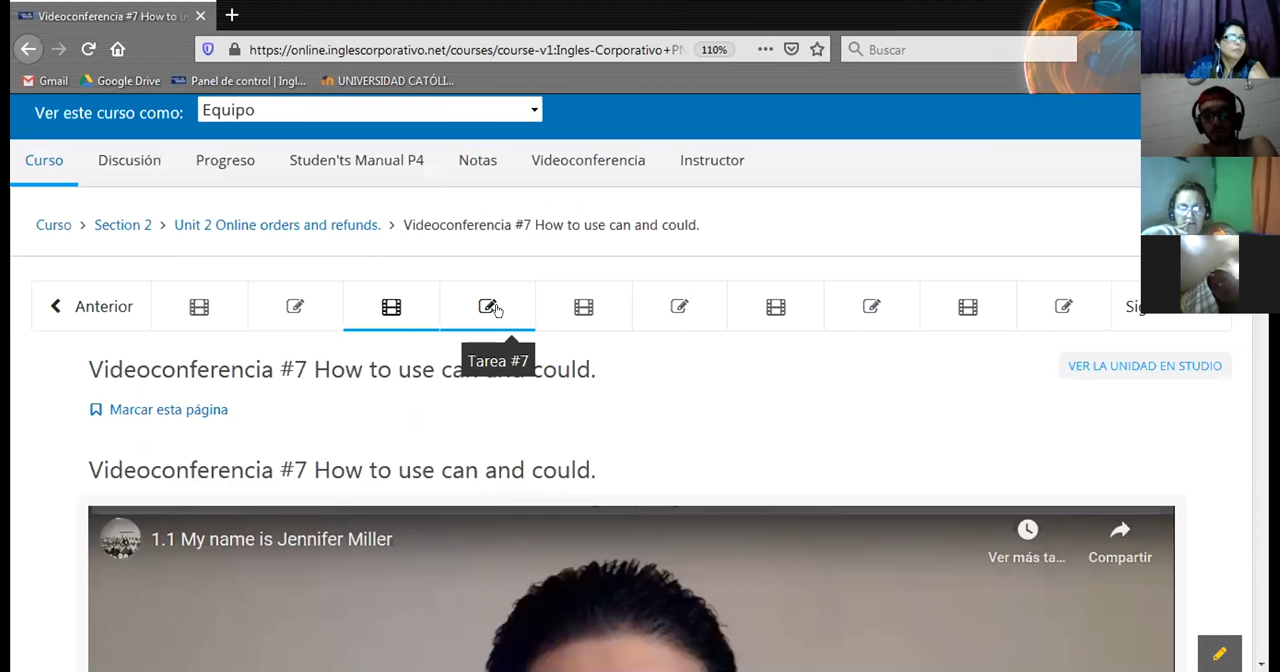 Videoconferencia #7 How to u
https://online.inglescorporativo.net/courses/course-v1:Ingles-Corporativo+PN
110%
Buscar
Gmail
Google Drive
Panel de control | Ingl...
UNIVERSIDAD CATÓLI...
Ver este curso como:
Equipo
Curso
Discusión
Progreso
Studen'ts Manual P4
Notas
Videoconferencia
Instructor
Curso > Section 2 > Unit 2 Online orders and refunds. > Videoconferencia #7 How to use can and could.
Anterior
Sig
Tarea #7
Videoconferencia #7 How to use can and could.
VER LA UNIDAD EN STUDIO
Marcar esta página
Videoconferencia #7 How to use can and could.
1.1 My name is Jennifer Miller
Ver más ta...
Compartir